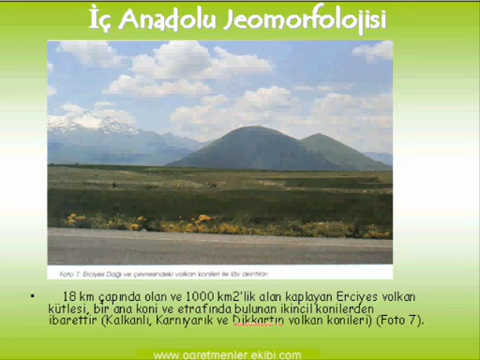 İç Anadolu Jeomorfolojisi
Foto 7. Erciyes Dağı ve çevresindeki volkan konileri ile lâv akıntıları
• 18 km çapında olan ve 1000 km2'lik alan kaplayan Erciyes volkan
kütlesi, bir ana koni ve etrafında bulunan ikincil konilerden
ibarettir (Kalkanlı, Karnıyarık ve Dikkartın volkan konileri) (Foto 7).
www.ogretmenler.ekibi.com